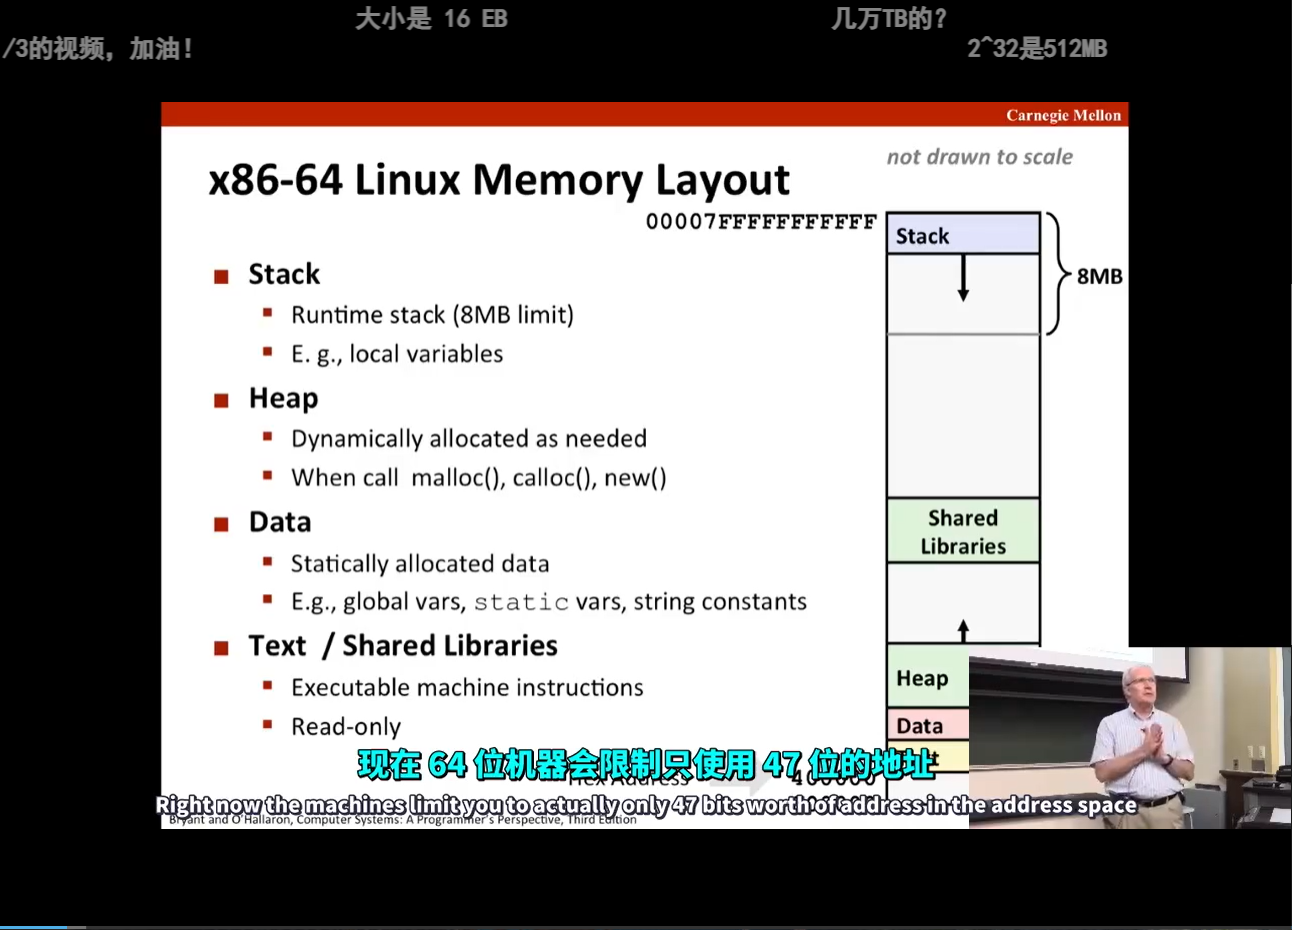 大小是 16 EB
几万TB的？
/3的视频，加油！
2^32是512MB
Carnegie Mellon
not drawn to scale
x86-64 Linux Memory Layout
00007FFFFFFFFFFF
Stack
8MB
Stack
Runtime stack (8MB limit)
E. g., local variables
Heap
Dynamically allocated as needed
When call malloc(), calloc(), new()
Data
Statically allocated data
E.g., global vars, static vars, string constants
Text / Shared Libraries
Executable machine instructions
Read-only
Shared
Libraries
Heap
Data
现在 64 位机器会限制只使用 47 位的地址
Hex Address
Right now the machines limit you to actually only 47 bits worth of address in the address space
Bryant and O'Hallaron, Computer Systems: A Programmer's Perspective, Third Edition